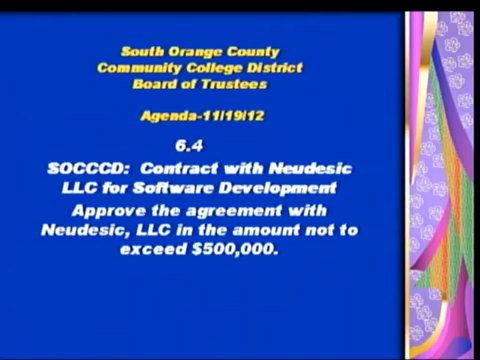 South Orange County
Community College District
Board of Trustees
Agenda-11/19/12
6.4
SOCCCD: Contract with Neudesic
LLC for Software Development
Approve the agreement with
Neudesic, LLC in the amount not to
exceed $500,000.